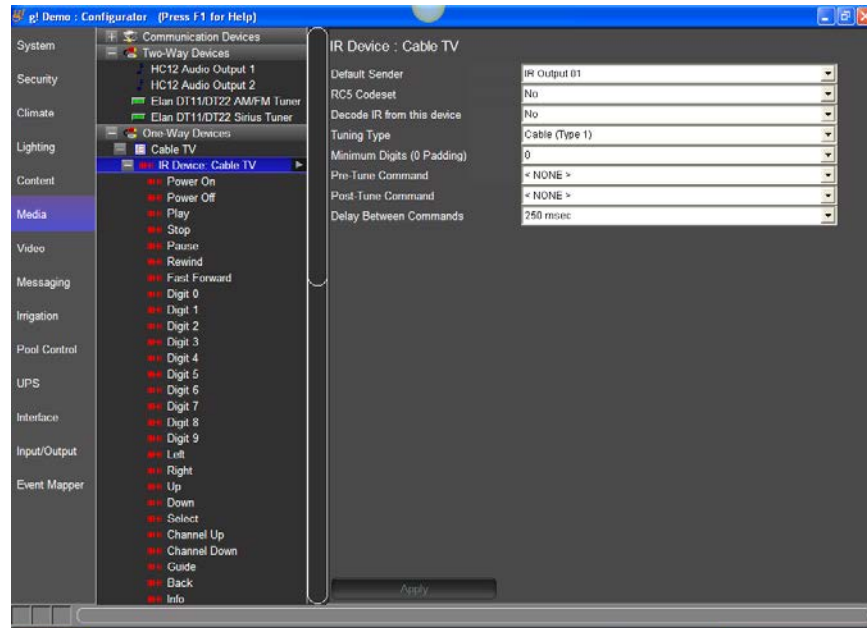 g! Demo : Configurator (Press F1 for Help)
System
Security
Climate
Lighting
Content
Media
Video
Messaging
Irrigation
Pool Control
UPS
Interface
Input/Output
Event Mapper
Communication Devices
Two-Way Devices
HC12 Audio Output 1
HC12 Audio Output 2
Elan DT11/DT22 AM/FM Tuner
Elan DT11/DT22 Sirius Tuner
One-Way Devices
Cable TV
IR Device: Cable TV
Power On
Power Off
Play
Stop
Pause
Rewind
Fast Forward
Digit 0
Digit 1
Digit 2
Digit 3
Digit 4
Digit 5
Digit 6
Digit 7
Digit 8
Digit 9
Left
Right
Up
Down
Select
Channel Up
Channel Down
Guide
Back
Info
IR Device : Cable TV
Default Sender IR Output 01
RC5 Codeset No
Decode IR from this device No
Tuning Type Cable (Type 1)
Minimum Digits (0 Padding) 0
Pre-Tune Command < NONE >
Post-Tune Command < NONE >
Delay Between Commands 250 msec
Apply